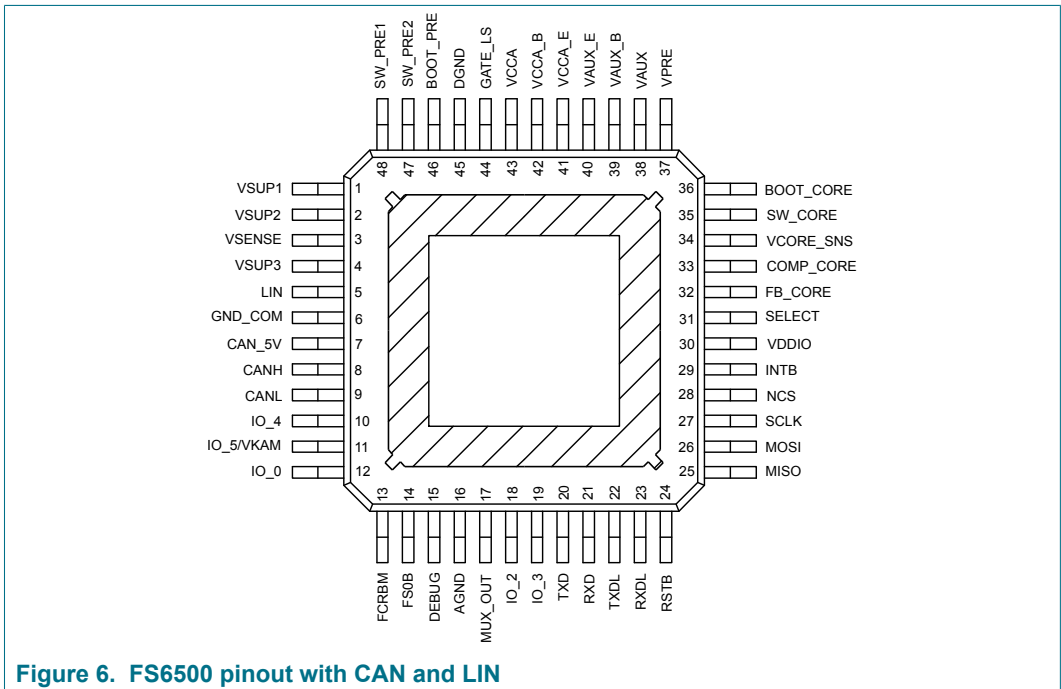 SW_PRE1
SW_PRE2
BOOT_PRE
DGND
GATE_LS
VCCA
VCCA_B
VCCA_E
VAUX_E
VAUX_B
VAUX
VPRE
48
47
46
45
44
43
42
41
40
39
38
37
VSUP1 1
VSUP2 2
VSENSE 3
VSUP3 4
LIN 5
GND_COM 6
CAN_5V 7
CANH 8
CANL 9
IO_4 10
IO_5/VKAM 11
IO_0 12
36 BOOT_CORE
35 SW_CORE
34 VCORE_SNS
33 COMP_CORE
32 FB_CORE
31 SELECT
30 VDDIO
29 INTB
28 NCS
27 SCLK
26 MOSI
25 MISO
13
14
15
16
17
18
19
20
21
22
23
24
FCRBM
FS0B
DEBUG
AGND
MUX_OUT
IO_2
IO_3
TXD
RXD
TXDL
RXDL
RSTB
Figure 6. FS6500 pinout with CAN and LIN